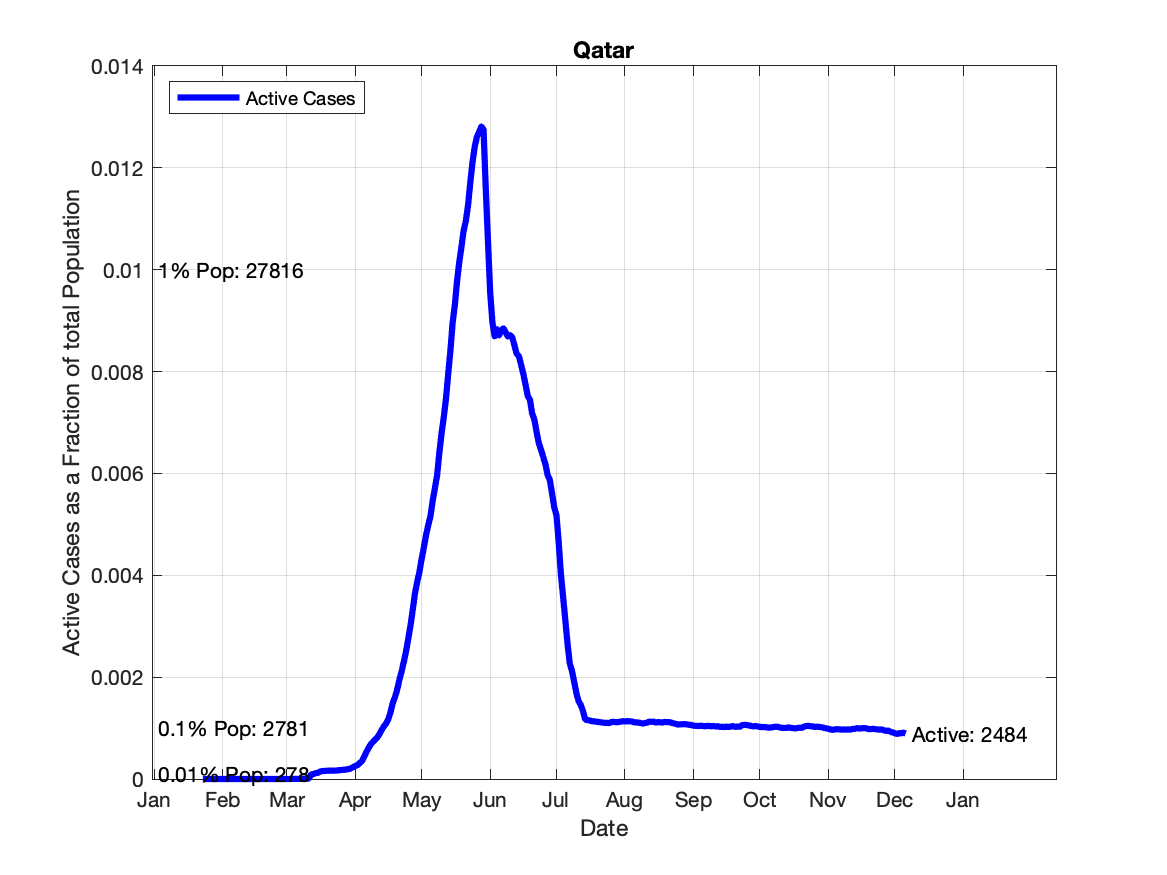 Qatar
Active Cases
0.014
0.012
0.01
0.008
0.006
0.004
0.002
0
Active Cases as a Fraction of total Population
1% Pop: 27816
0.1% Pop: 2781
0.01% Pop: 278
Active: 2484
Jan Feb Mar Apr May Jun Jul Aug Sep Oct Nov Dec Jan
Date